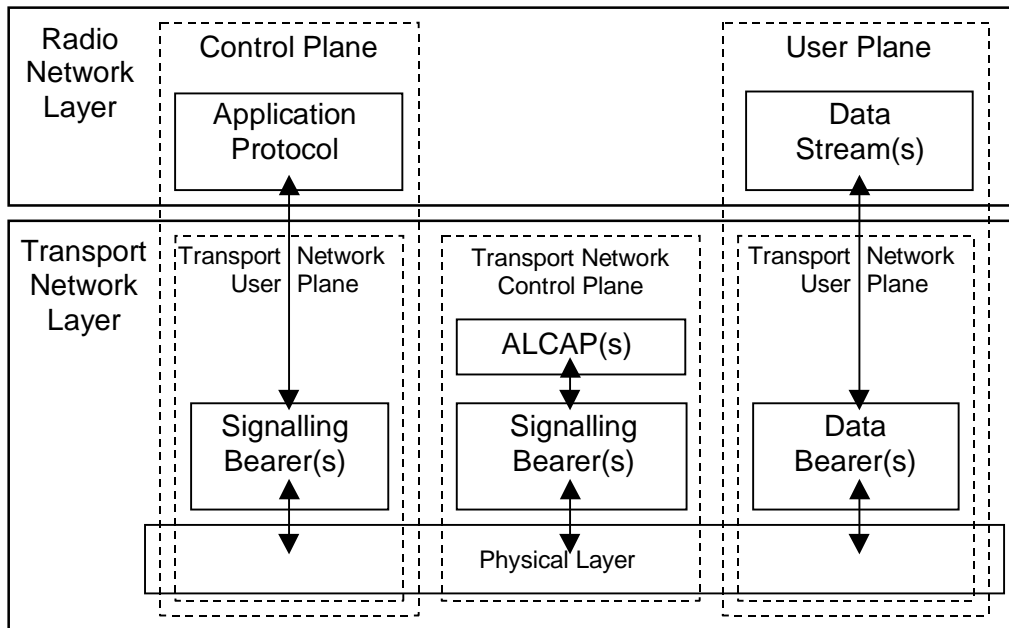 Radio
Network
Layer
Control Plane
User Plane
Application
Protocol
Data
Stream(s)
Transport
Network
Layer
Transport Network
User Plane
Transport Network
Control Plane
Transport Network
User Plane
ALCAP(s)
Signalling
Bearer(s)
Signalling
Bearer(s)
Data
Bearer(s)
Physical Layer